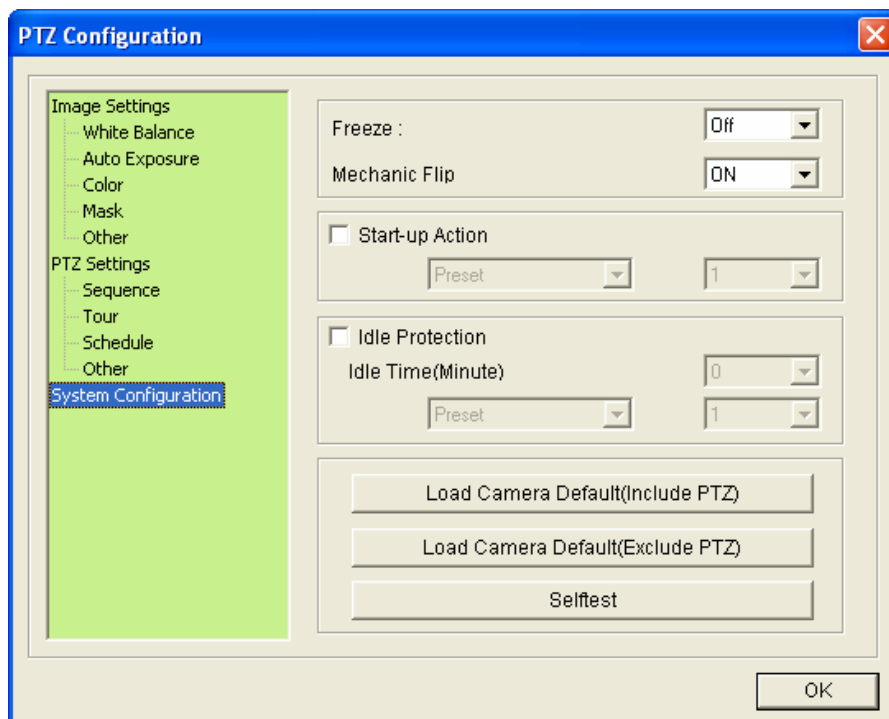 PTZ Configuration
Image Settings
White Balance
Auto Exposure
Color
Mask
Other
PTZ Settings
Sequence
Tour
Schedule
Other
System Configuration
Freeze : Off
Mechanic Flip ON
Start-up Action
Preset 1
Idle Protection
Idle Time(Minute) 0
Preset 1
Load Camera Default(Include PTZ)
Load Camera Default(Exclude PTZ)
Selftest
OK